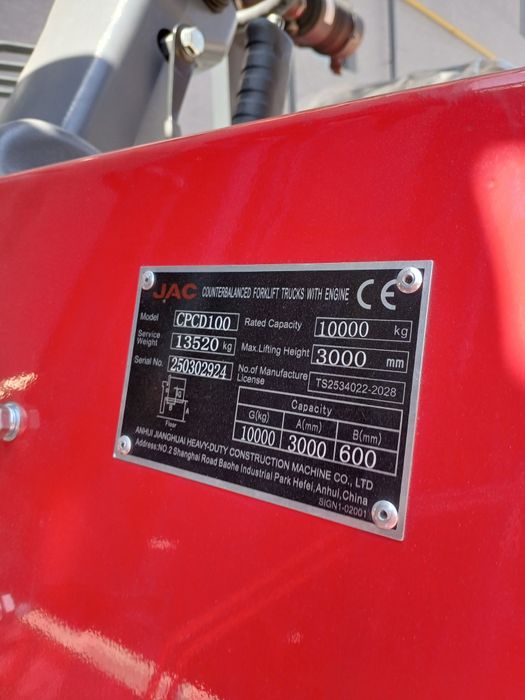 JAC COUNTERBALANCED FORKLIFT TRUCKS WITH ENGINE CE
Model CPCD100 Rated Capacity 10000 kg
Service Weight 13520 kg Max.Lifting Height 3000 mm
Serial No. 250302924 No.of Manufacture License TS2534022-2028
Capacity
G(kg) A(mm) B(mm)
10000 3000 600
G
B
A
Floor
ANHUI JIANGHUAI HEAVY-DUTY CONSTRUCTION MACHINE CO., LTD
Address:NO.2 Shanghai Road Baohe Industrial Park Hefei,Anhui,China
SIGN1-02001